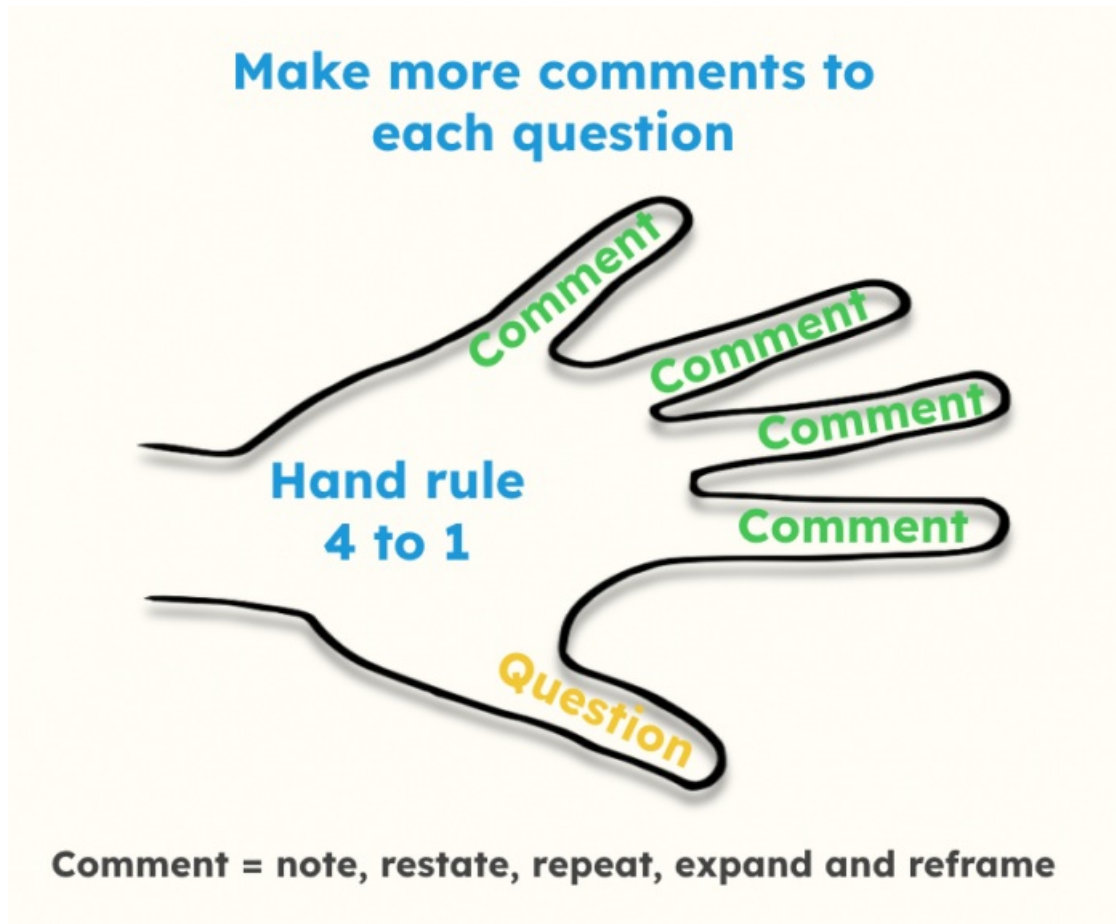 Make more comments to
each question
Comment
Comment
Comment
Hand rule
4 to 1
Comment
Question
Comment = note, restate, repeat, expand and reframe